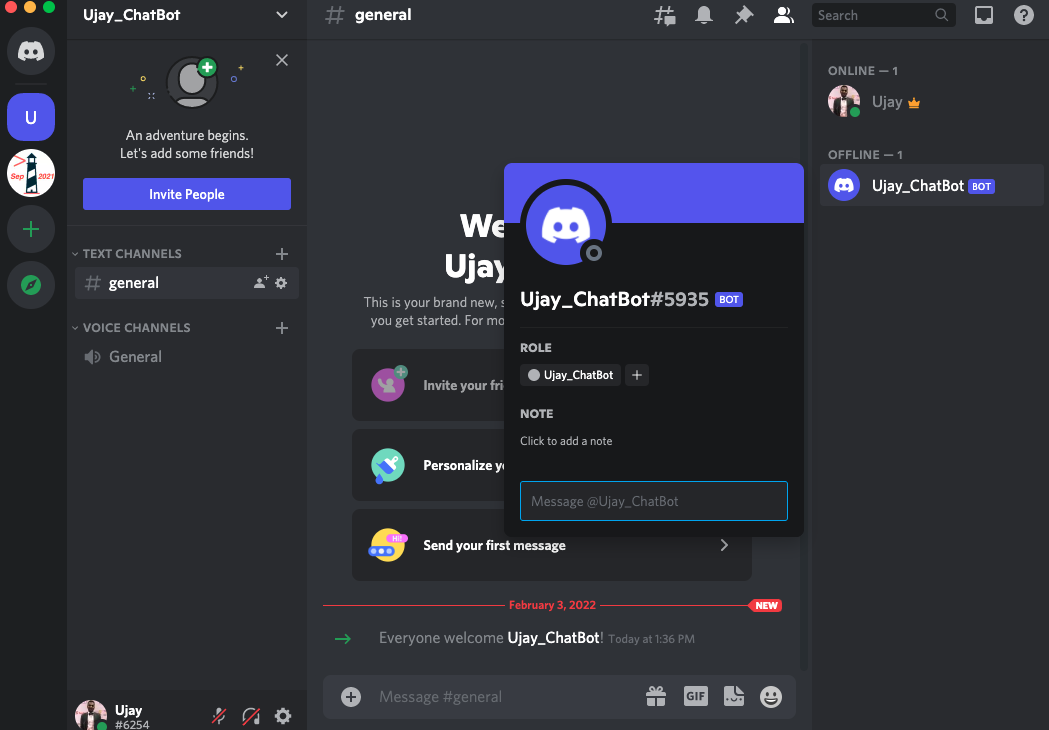 Ujay_ChatBot
general
Search
U
Sep 2021
An adventure begins.
Let's add some friends!
Invite People
TEXT CHANNELS
general
VOICE CHANNELS
General
We
Ujay
This is your brand new, s
you get started. For mo
Invite your frie
Personalize yo
Send your first message
Hi!
February 3, 2022
NEW
Everyone welcome Ujay_ChatBot! Today at 1:36 PM
Message #general
GIF
Ujay_ChatBot#5935 BOT
ROLE
Ujay_ChatBot
NOTE
Click to add a note
Message @Ujay_ChatBot
ONLINE — 1
Ujay
OFFLINE — 1
Ujay_ChatBot BOT
Ujay
#6254